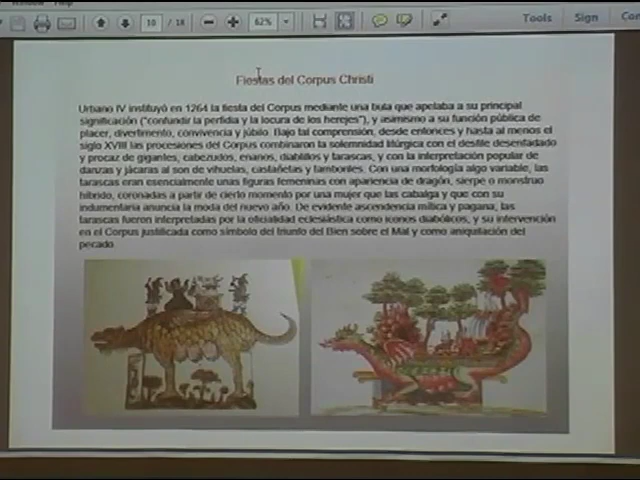 Window Help
10 / 18
62%
Tools
Sign
Fiestas del Corpus Christi
Urbano IV instituyó en 1264 la fiesta del Corpus mediante una bula que apelaba a su principal
significación ("confundir la perfidia y la locura de los herejes"), y asimismo a su función pública de
placer, divertimento, convivencia y júbilo. Bajo tal comprensión, desde entonces y hasta al menos el
siglo XVIII las procesiones del Corpus combinaron la solemnidad litúrgica con el desfile desenfadado
y procaz de gigantes, cabezudos, enanos, diablillos y tarascas, y con la interpretación popular de
danzas y jácaras al son de vihuelas, castañetas y tamboriles. Con una morfología algo variable, las
tarascas eran esencialmente unas figuras femeninas con apariencia de dragón, sierpe o monstruo
híbrido, coronadas a partir de cierto momento por una mujer que las cabalga y que con su
indumentaria anuncia la moda del nuevo año. De evidente ascendencia mítica y pagana, las
tarascas fueron interpretadas por la oficialidad eclesiástica como iconos diabólicos, y su intervención
en el Corpus justificada como símbolo del triunfo del Bien sobre el Mal y como aniquilación del
pecado